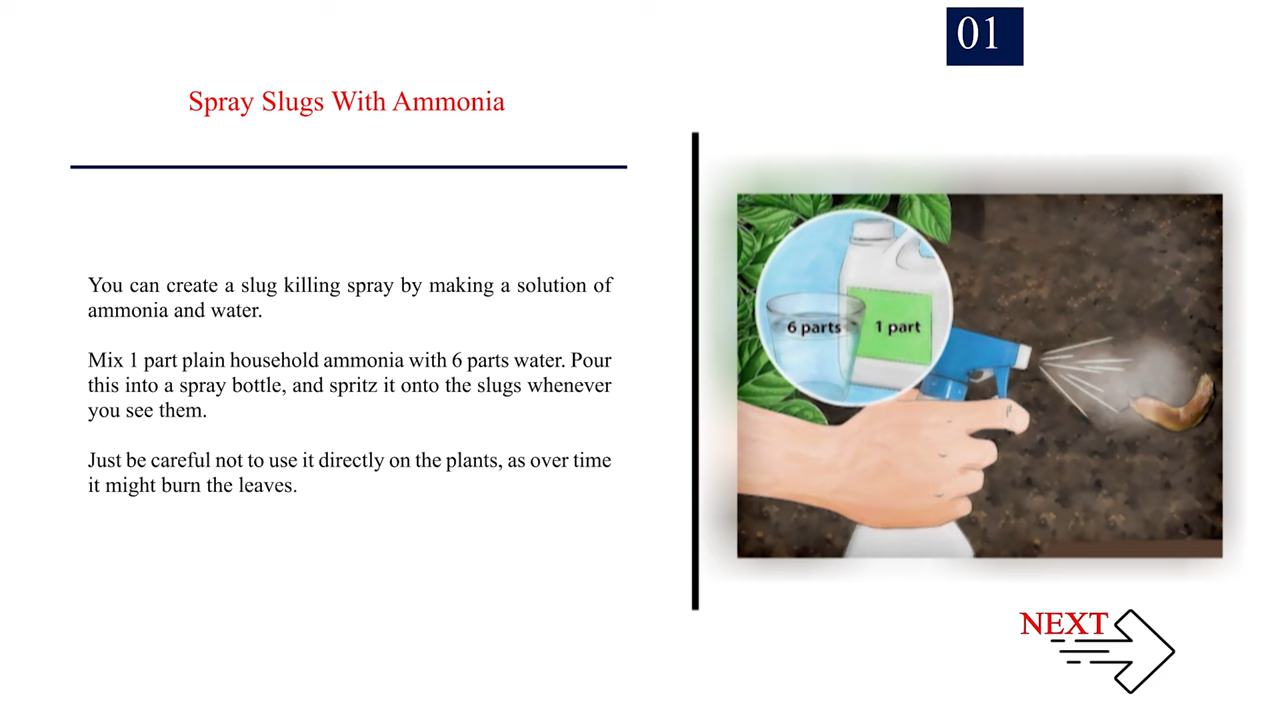 01
Spray Slugs With Ammonia
You can create a slug killing spray by making a solution of
ammonia and water.
Mix 1 part plain household ammonia with 6 parts water. Pour
this into a spray bottle, and spritz it onto the slugs whenever
you see them.
Just be careful not to use it directly on the plants, as over time
it might burn the leaves.
6 parts
1 part
NEXT